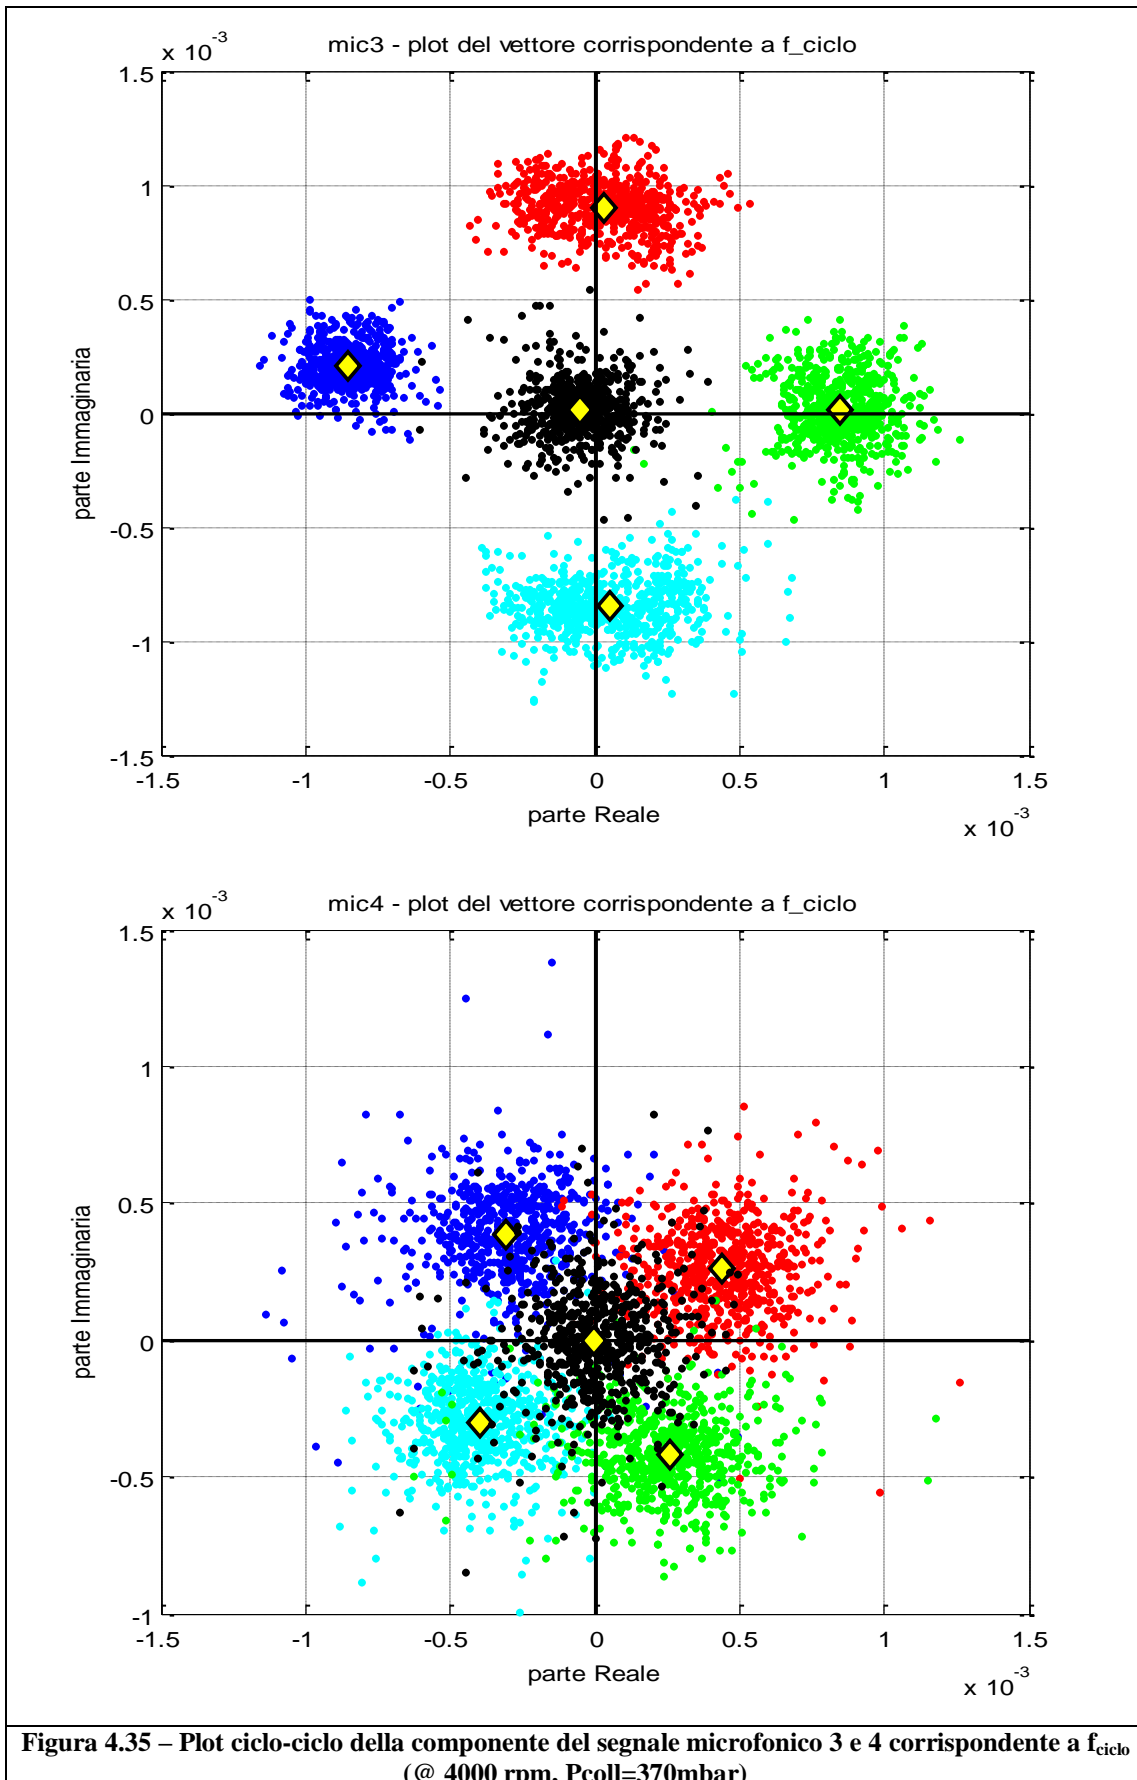 x 10^-3
mic3 - plot del vettore corrispondente a f_ciclo
1.5
1
0.5
0
-0.5
-1
-1.5
parte Immaginaria
-1.5 -1 -0.5 0 0.5 1 1.5
parte Reale
x 10^-3
x 10^-3
mic4 - plot del vettore corrispondente a f_ciclo
1.5
1
0.5
0
-0.5
-1
parte Immaginaria
-1.5 -1 -0.5 0 0.5 1 1.5
parte Reale
x 10^-3
Figura 4.35 – Plot ciclo-ciclo della componente del segnale microfonico 3 e 4 corrispondente a f_ciclo
(@ 4000 rpm, Pcoll=370mbar)